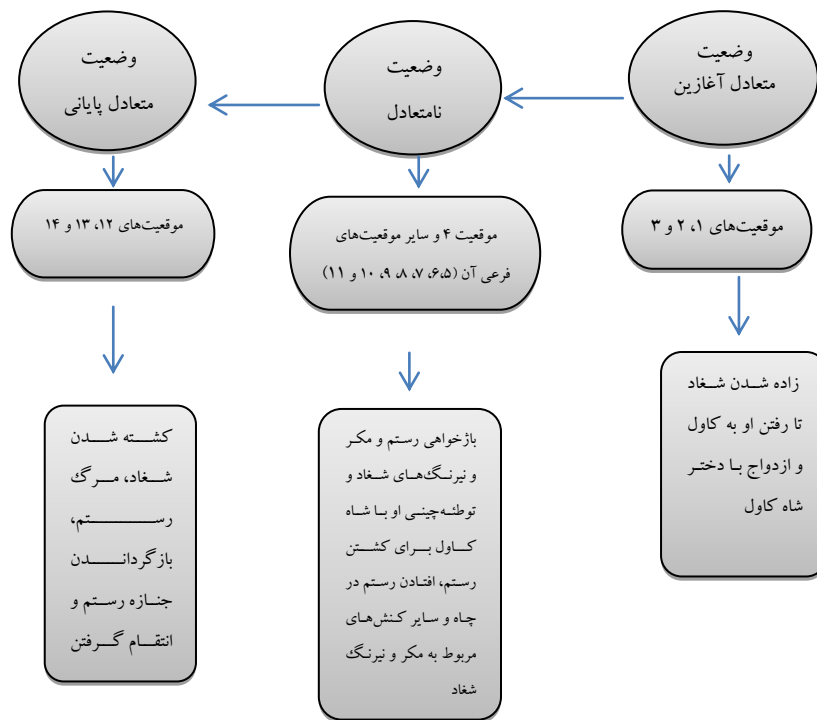 وضعیت
متعادل آغازین
وضعیت
نامتعادل
وضعیت
متعادل پایانی
موقعیت‌های ۱، ۲ و ۳
موقعیت ۴ و سایر موقعیت‌های
فرعی آن (۵،۶، ۷، ۸، ۹، ۱۰ و ۱۱)
موقعیت‌های ۱۲، ۱۳ و ۱۴
زاده شدن شغاد
تا رفتن او به کاول
و ازدواج با دختر
شاه کاول
باژخواهی رستم و مکر
و نیرنگ‌های شغاد و
توطئه‌چینی او با شاه
کاول برای کشتن
رستم، افتادن رستم در
چاه و سایر کنش‌های
مربوط به مکر و نیرنگ
شغاد
کشته شدن
شغاد، مرگ
رستم،
بازگرداندن
جنازه رستم و
انتقام گرفتن